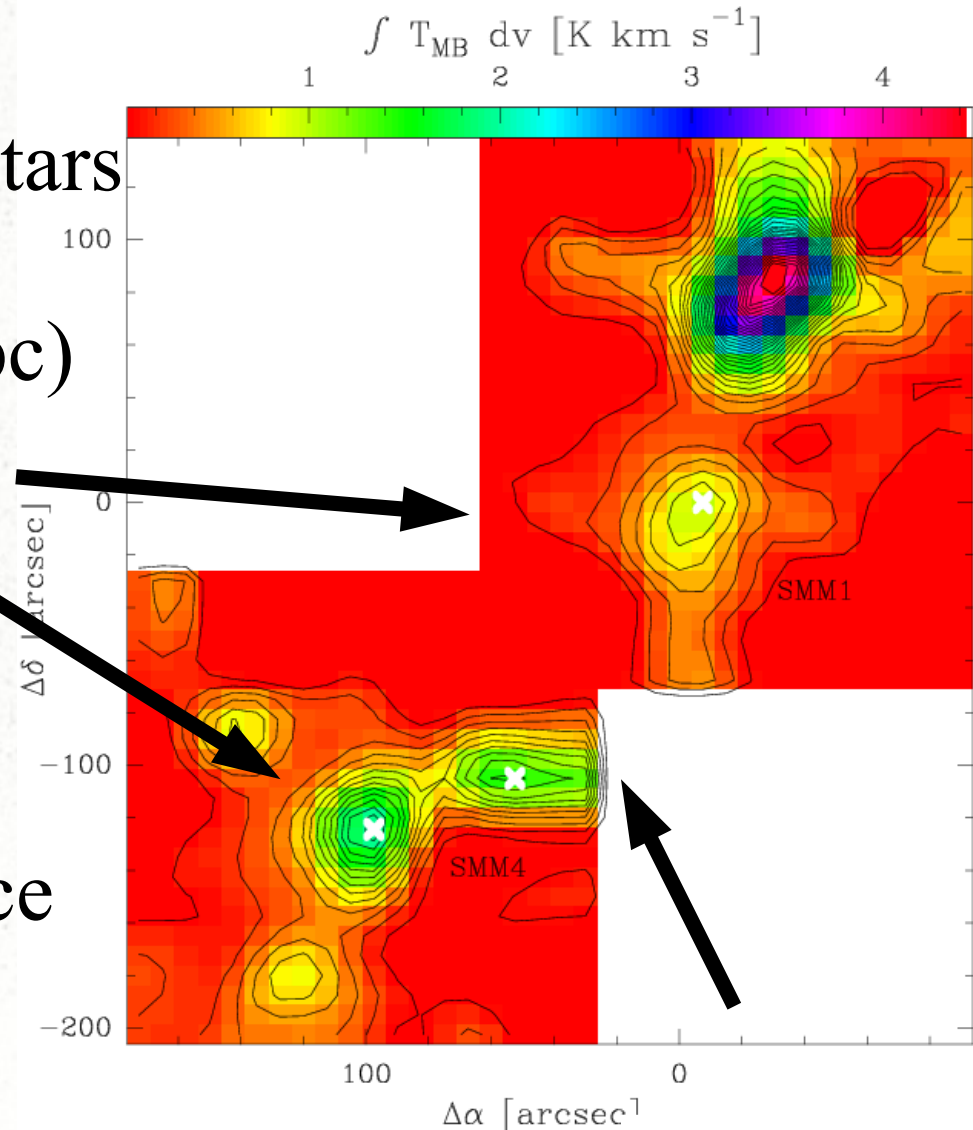 ∫ T_MB dv [K km s^-1]
1 2 3 4
tars
pc)
ce
100
0
−100
−200
Δδ [arcsec]
SMM1
SMM4
100 0
Δα [arcsec]